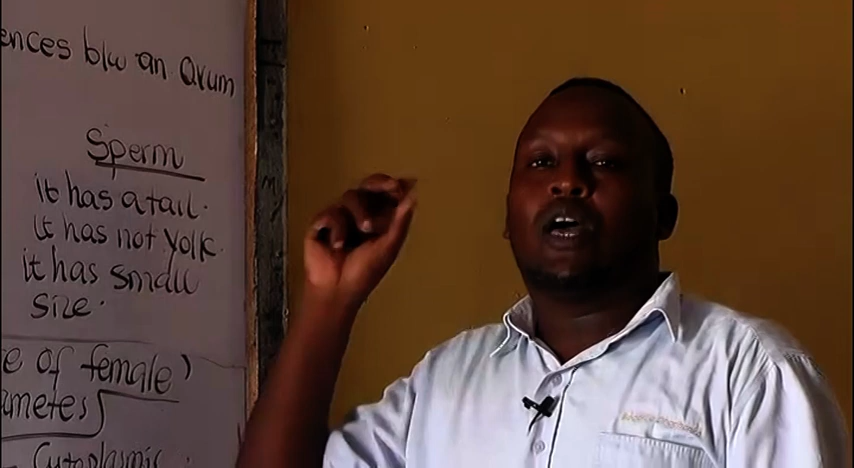 ences b/w an Ovum
Sperm
it has a tail.
it has not yolk.
it has small
size.
e of female
ametes
- Cytoplasmic